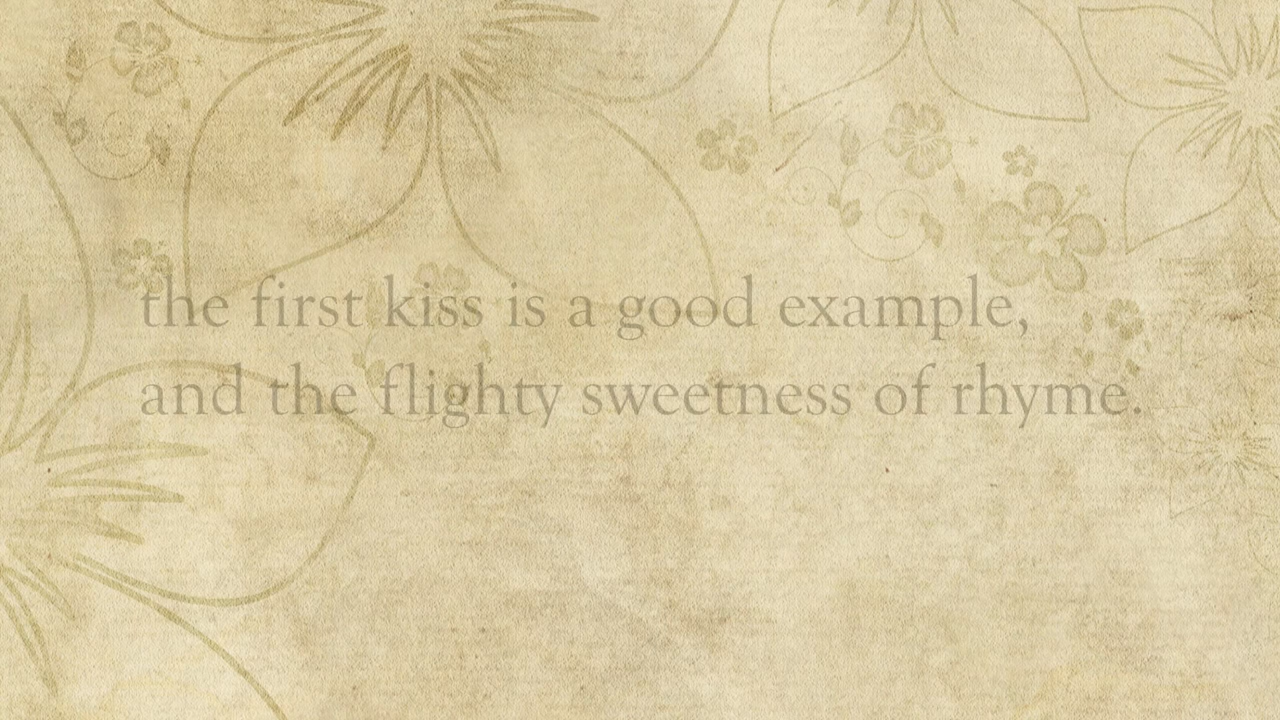 the first kiss is a good example,
and the flighty sweetness of rhyme.